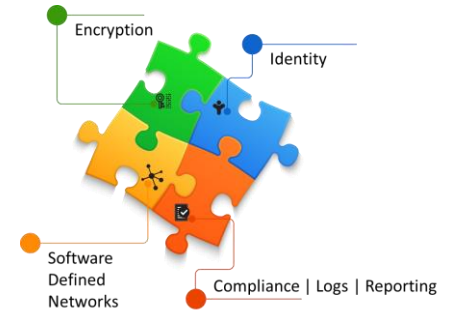 Encryption
Identity
Software
Defined
Networks
Compliance | Logs | Reporting